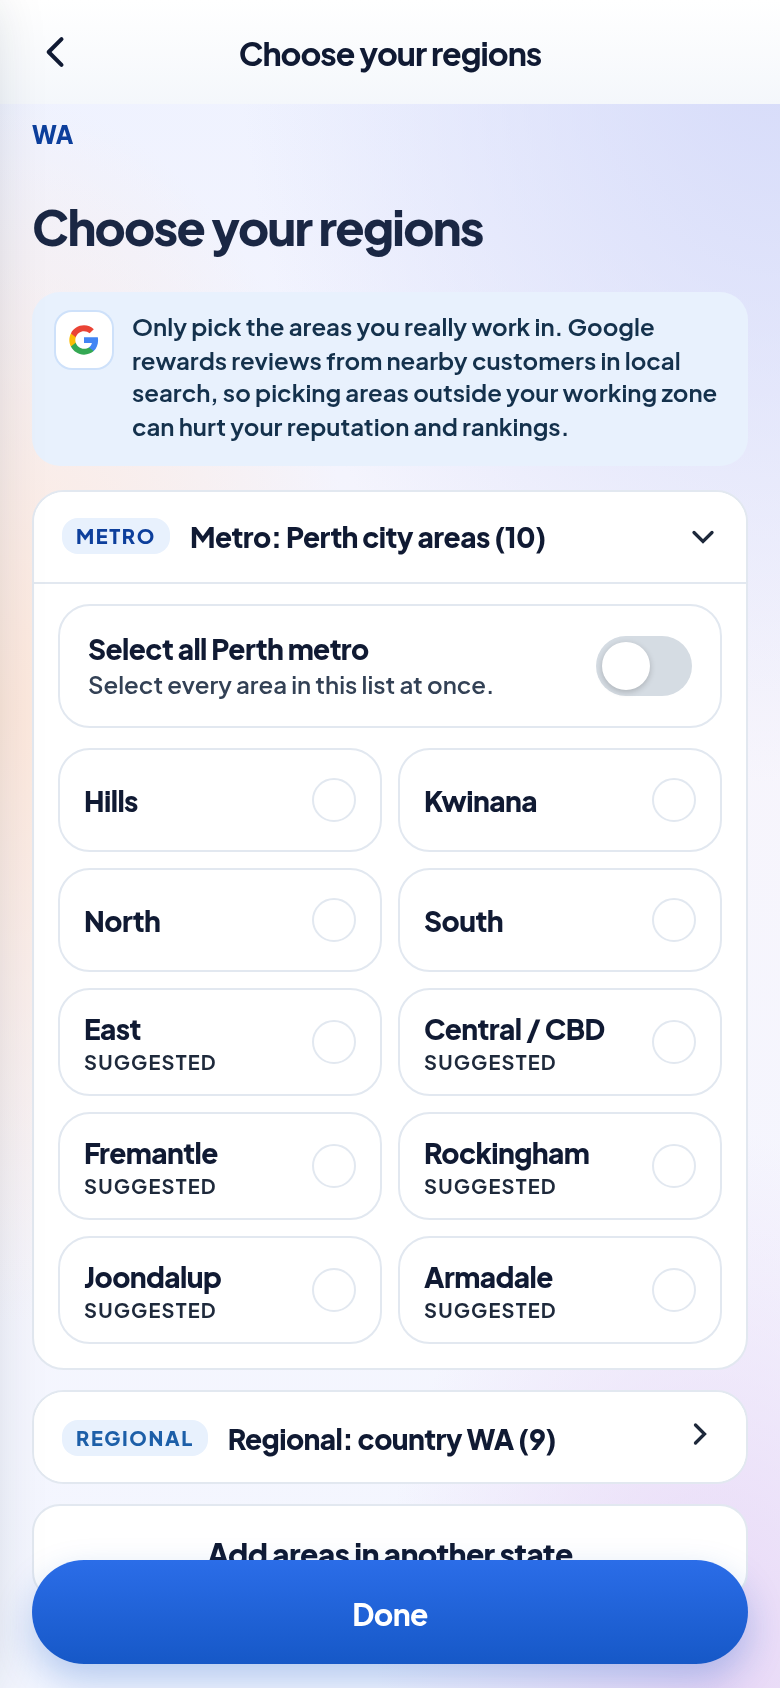 Choose your regions
WA
Choose your regions
Only pick the areas you really work in. Google
rewards reviews from nearby customers in local
search, so picking areas outside your working zone
can hurt your reputation and rankings.
METRO Metro: Perth city areas (10)
Select all Perth metro
Select every area in this list at once.
Hills
Kwinana
North
South
East
SUGGESTED
Central / CBD
SUGGESTED
Fremantle
SUGGESTED
Rockingham
SUGGESTED
Joondalup
SUGGESTED
Armadale
SUGGESTED
REGIONAL Regional: country WA (9)
Add areas in another state
Done